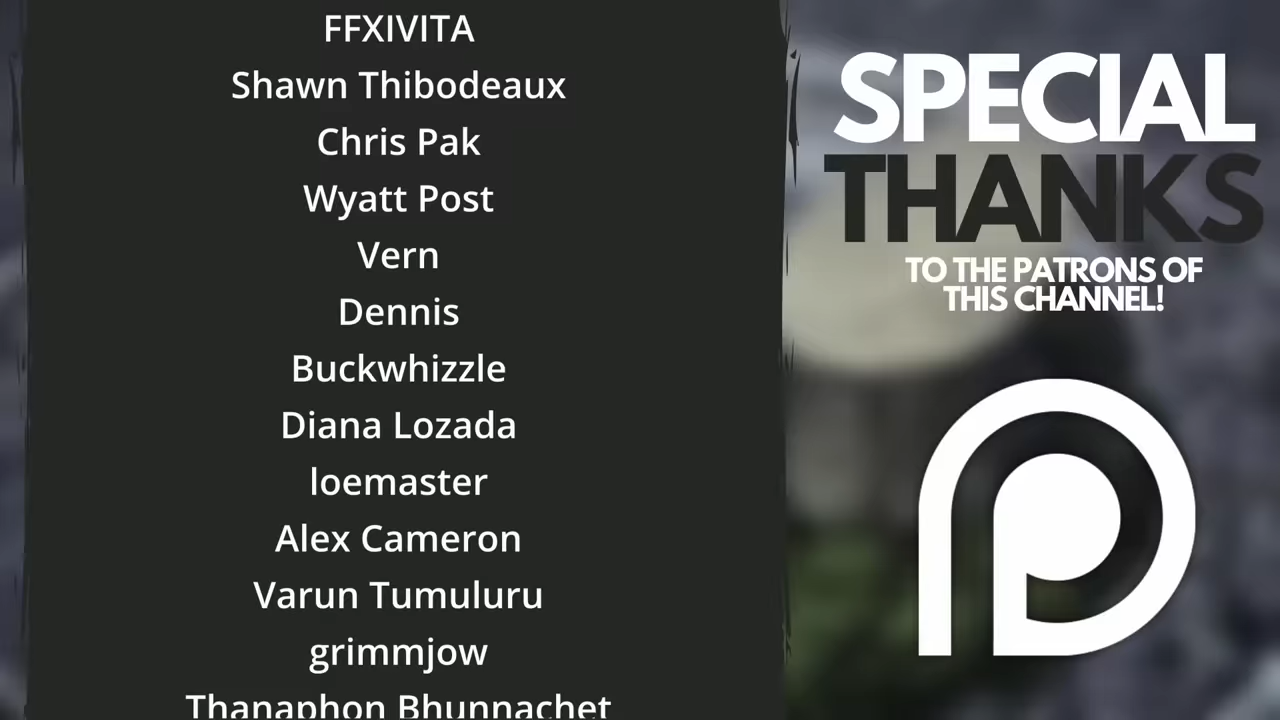 FFXIVITA
Shawn Thibodeaux
Chris Pak
Wyatt Post
Vern
Dennis
Buckwhizzle
Diana Lozada
loemaster
Alex Cameron
Varun Tumuluru
grimmjow
Thanaphon Bhunnachet
SPECIAL
THANKS
TO THE PATRONS OF
THIS CHANNEL!